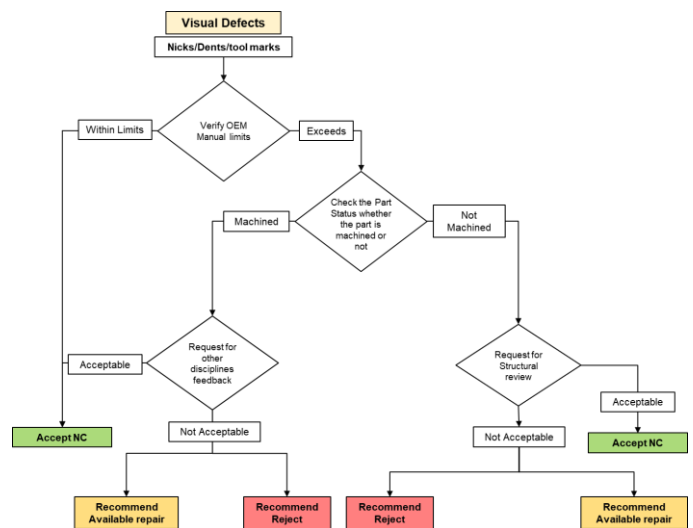 Visual Defects
Nicks/Dents/tool marks
Verify OEM
Manual limits
Within Limits
Exceeds
Check the Part
Status whether
the part is
machined or
not
Machined
Not
Machined
Request for
other
disciplines
feedback
Request for
Structural
review
Acceptable
Acceptable
Accept NC
Not Acceptable
Not Acceptable
Accept NC
Recommend
Available repair
Recommend
Reject
Recommend
Reject
Recommend
Available repair